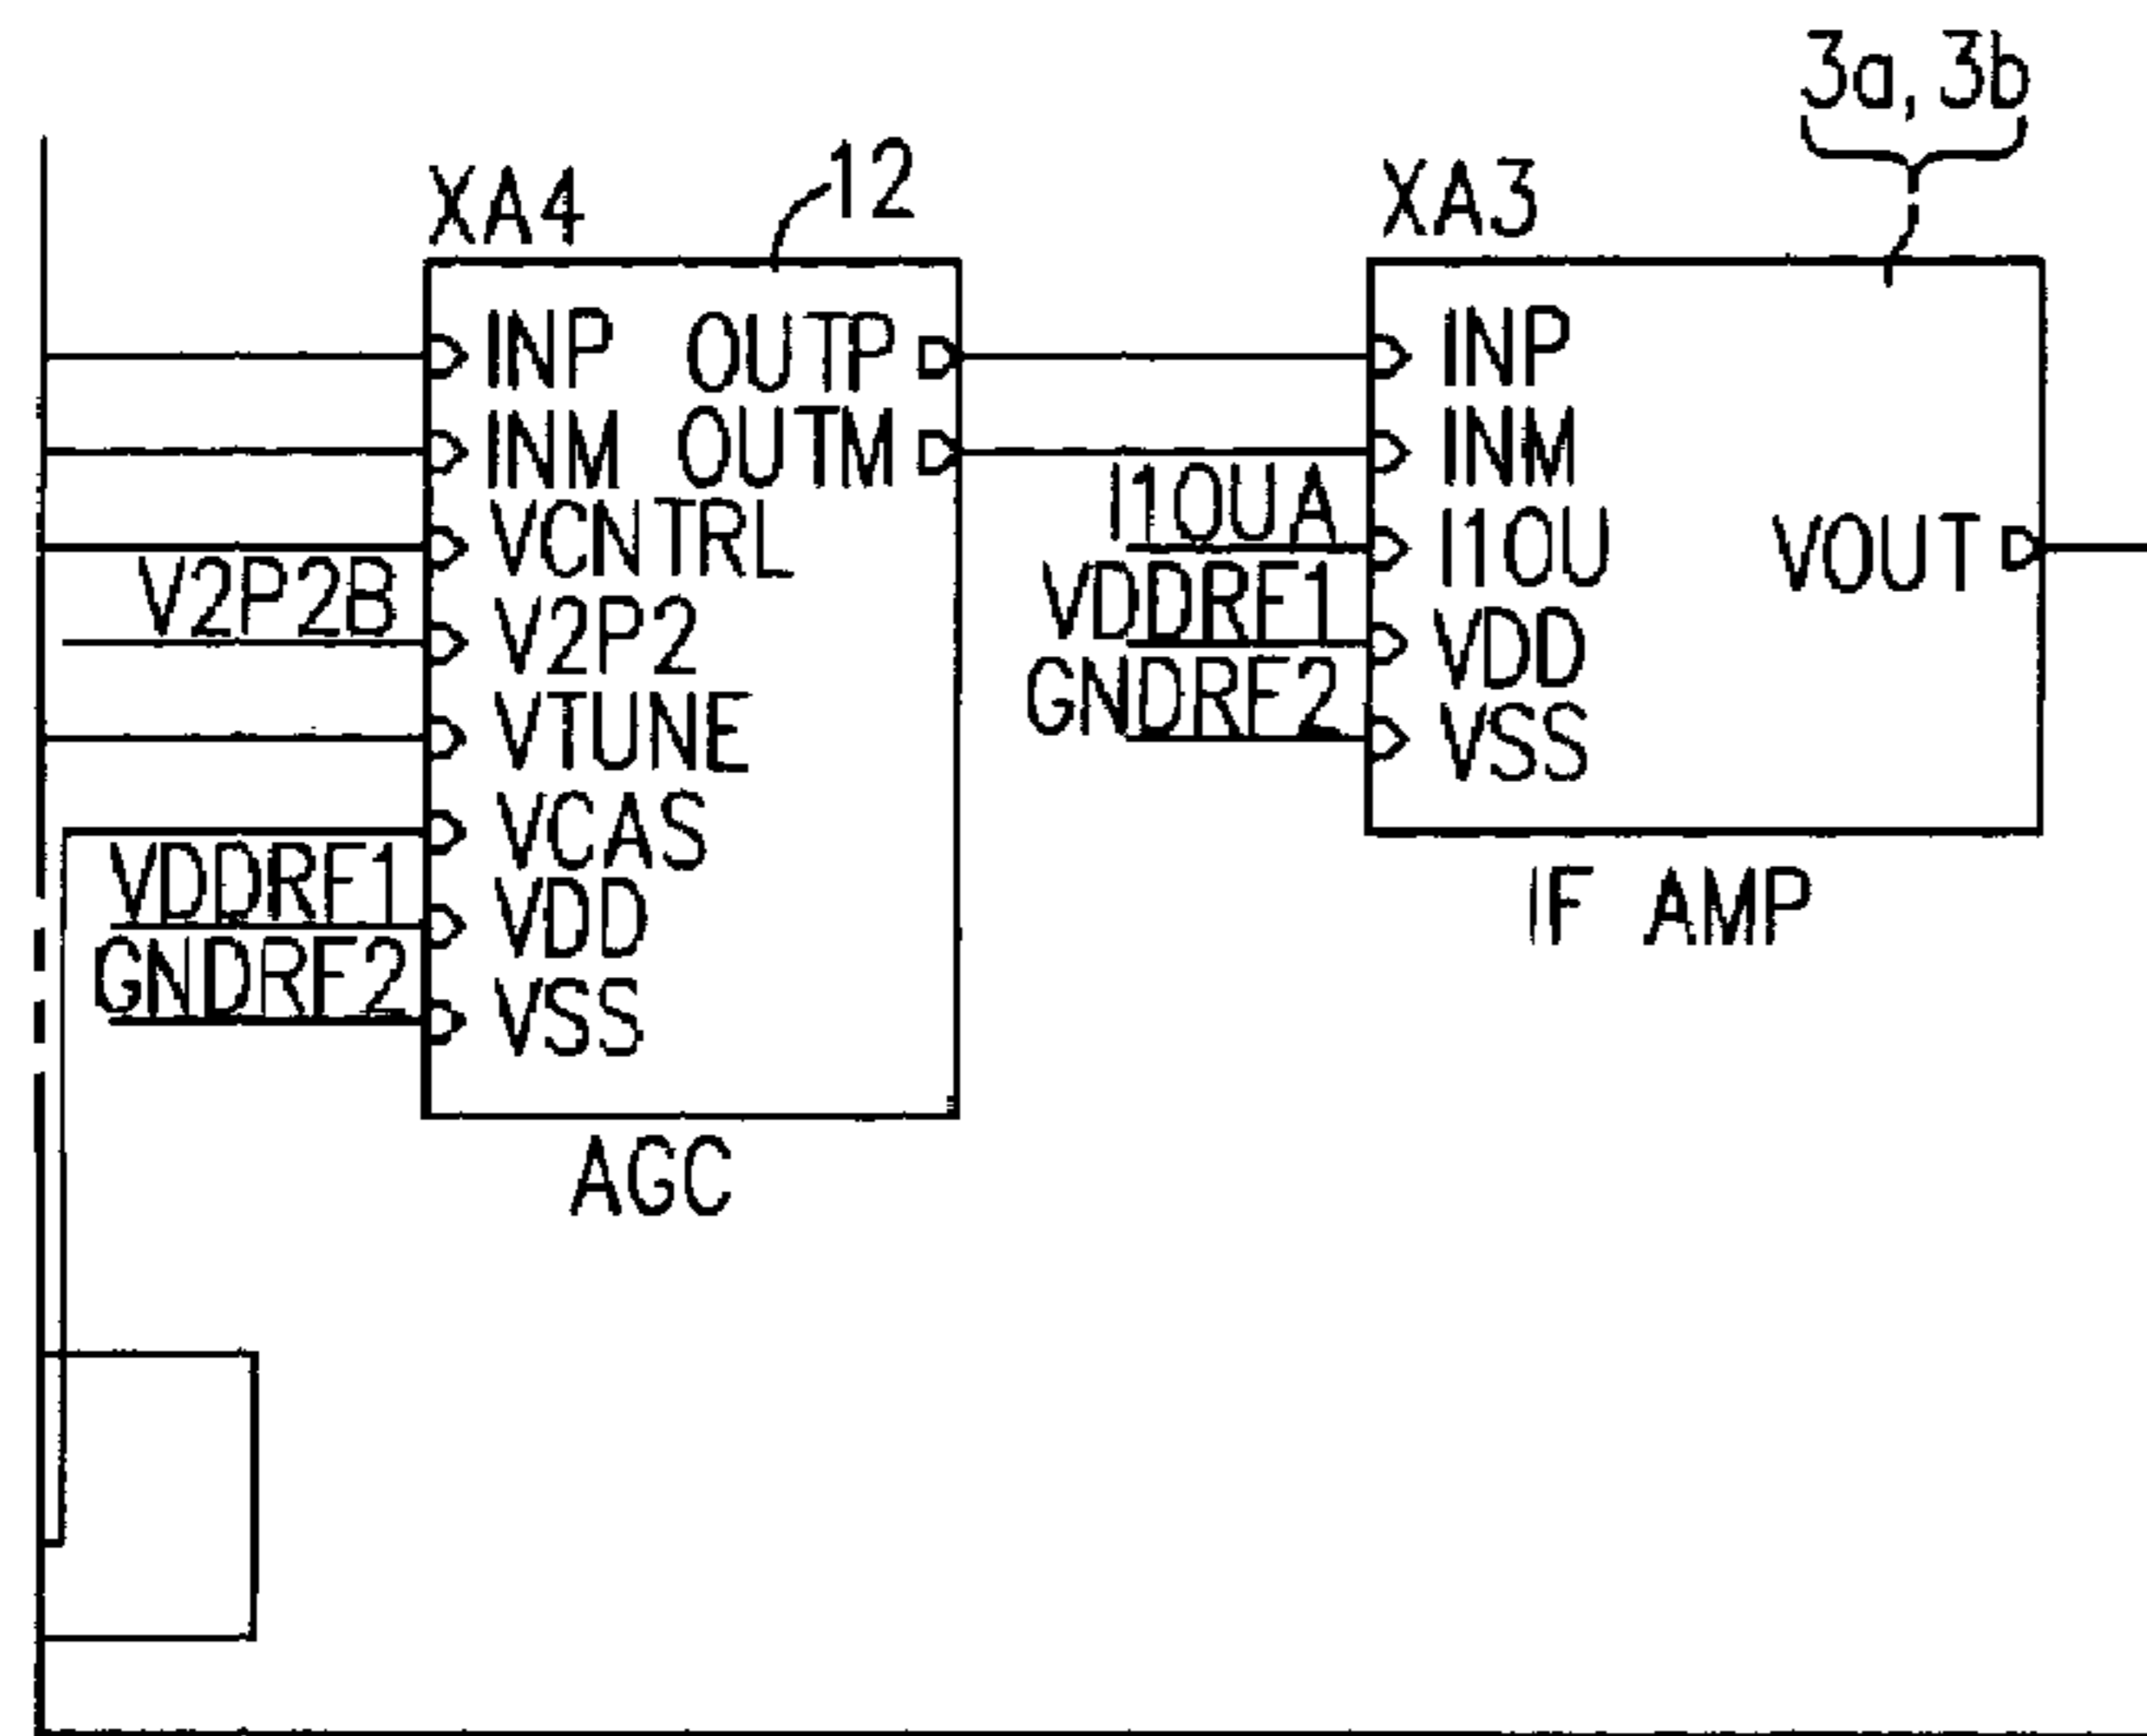 3a, 3b
XA4
12
XA3
INP OUTP
INM OUTM
VCNTRL
V2P2B
V2P2
VTUNE
VCAS
VDDRF1
VDD
GNDRF2
VSS
AGC
INP
INM
I10UA
I10U
VOUT
VDDRF1
VDD
GNDRF2
VSS
IF AMP